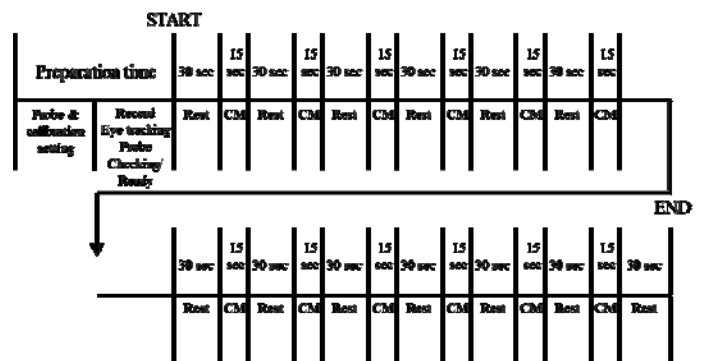 START
15 15 15 15 15 15
Preparation time 30 sec sec 30 sec sec 30 sec sec 30 sec sec 30 sec sec 30 sec sec
Probe & Record Rest CM Rest CM Rest CM Rest CM Rest CM Rest CM
calibration Eye tracking
setting Probe
Checking/
Ready
END
15 15 15 15 15 15
30 sec sec 30 sec sec 30 sec sec 30 sec sec 30 sec sec 30 sec sec 30 sec
Rest CM Rest CM Rest CM Rest CM Rest CM Rest CM Rest